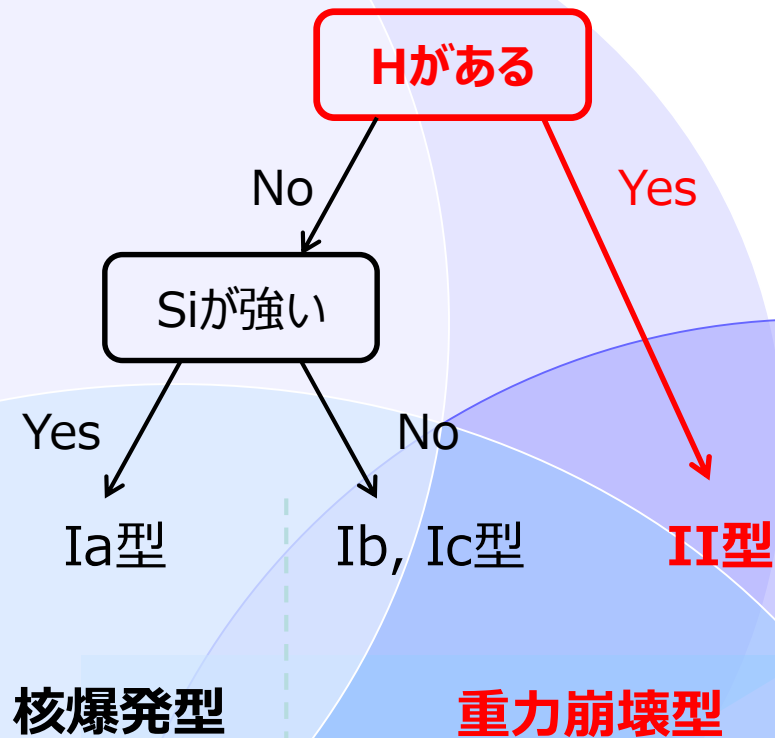 Hがある
No
Yes
Siが強い
Yes
No
Ia型
Ib, Ic型
II型
核爆発型
重力崩壊型